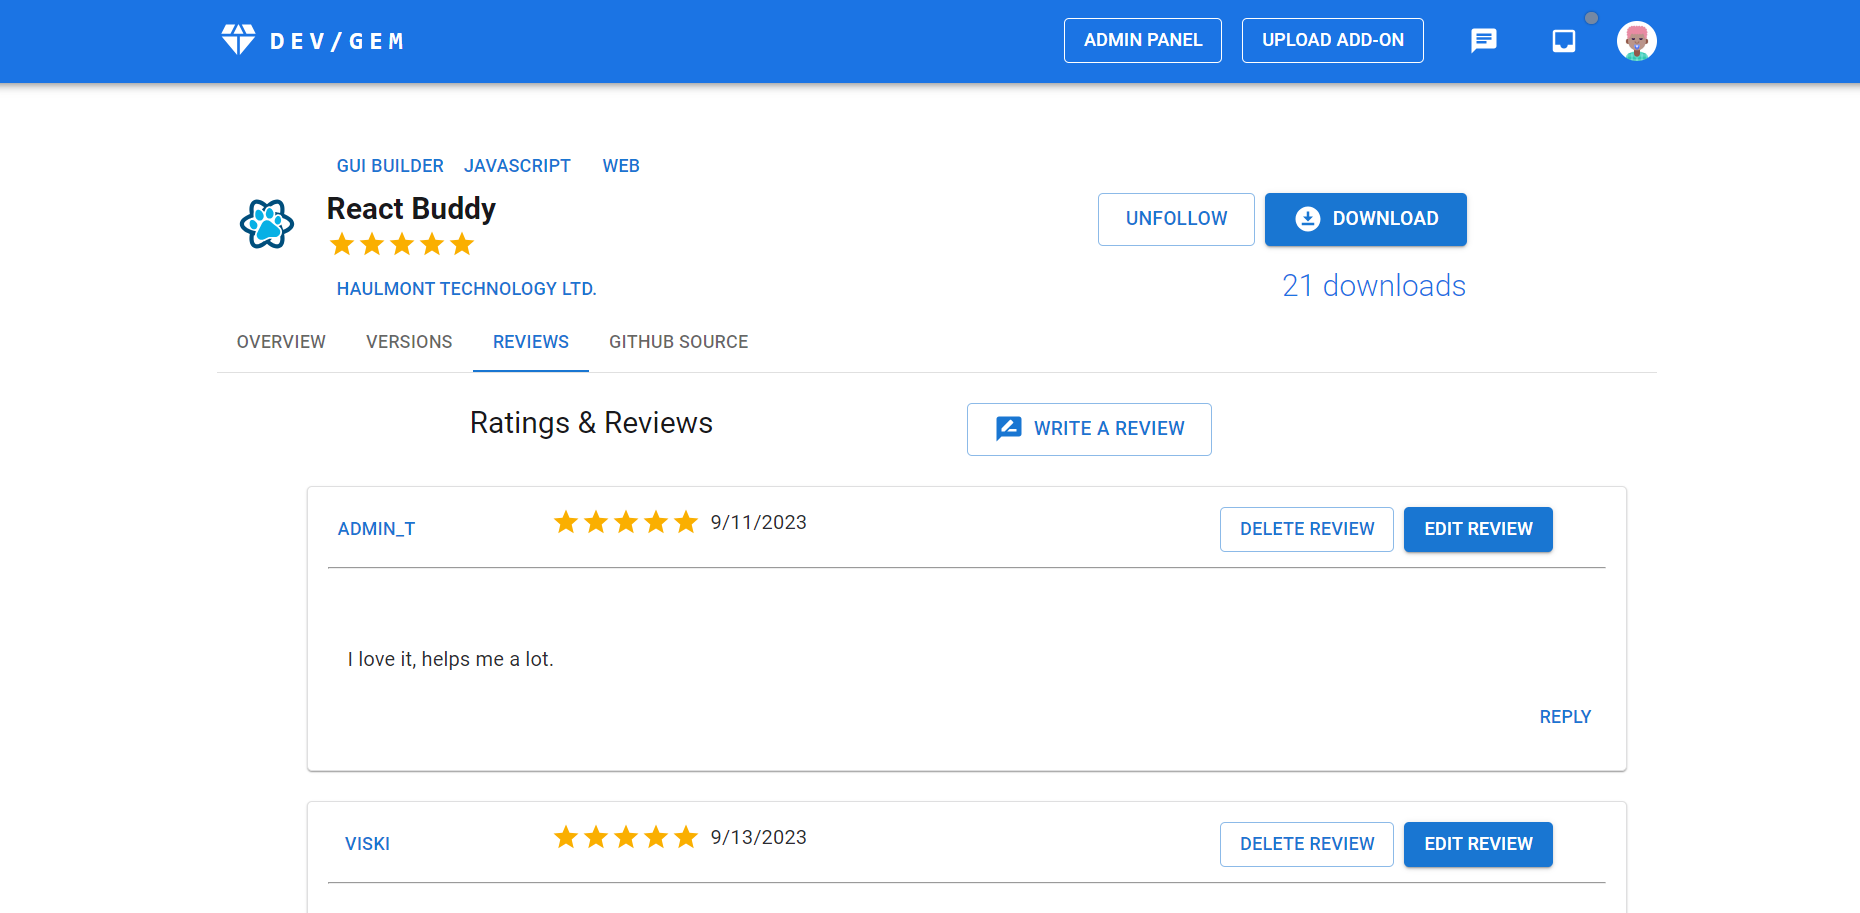 DEV/GEM
ADMIN PANEL
UPLOAD ADD-ON
GUI BUILDER JAVASCRIPT WEB
React Buddy
UNFOLLOW
DOWNLOAD
HAULMONT TECHNOLOGY LTD.
21 downloads
OVERVIEW VERSIONS REVIEWS GITHUB SOURCE
Ratings & Reviews
WRITE A REVIEW
ADMIN_T
9/11/2023
DELETE REVIEW
EDIT REVIEW
I love it, helps me a lot.
REPLY
VISKI
9/13/2023
DELETE REVIEW
EDIT REVIEW